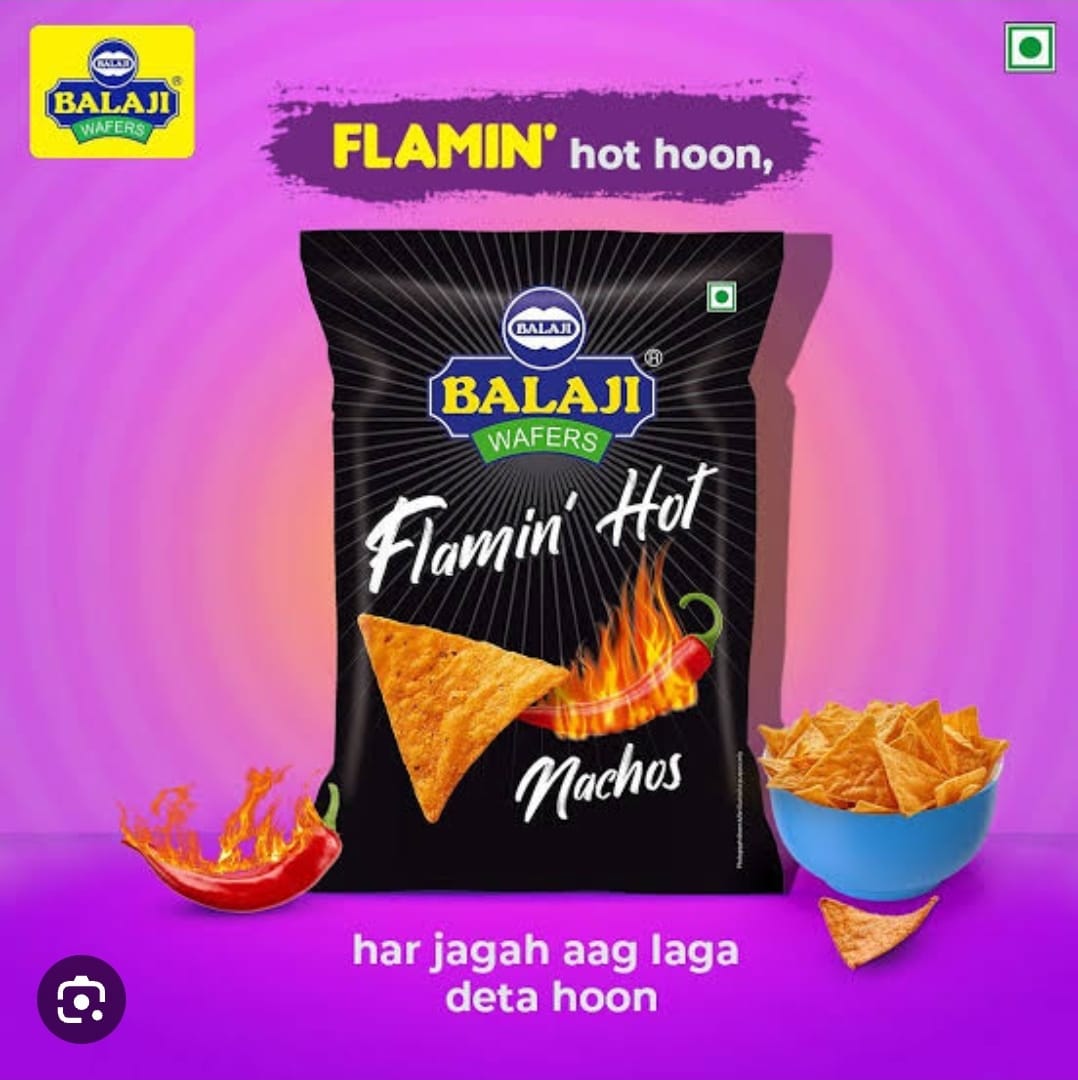 BALAJI
BALAJI
®
WAFERS
FLAMIN' hot hoon,
BALAJI
®
BALAJI
WAFERS
Flamin' Hot
Nachos
har jagah aag laga
deta hoon